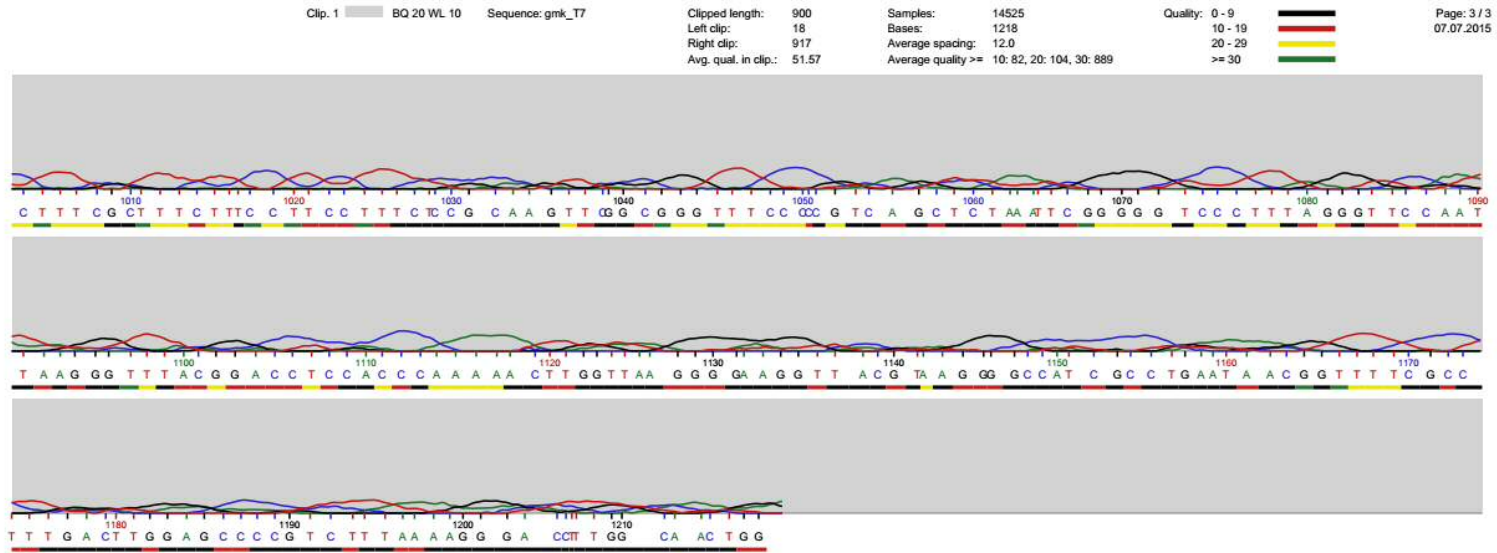 Clip. 1 BQ 20 WL 10 Sequence: gmk_T7 Clipped length: 900 Samples: 14525 Quality: 0 - 9 Page: 3 / 3
Left clip: 18 Bases: 1218 10 - 19 07.07.2015
Right clip: 917 Average spacing: 12.0 20 - 29
Avg. qual. in clip.: 51.57 Average quality >= 10: 82, 20: 104, 30: 889 >= 30
1010 1020 1030 1040 1050 1060 1070 1080 1090
C T T T C G C T T T C T T T C C T T C C T T T C T C C G C A A G T T C G G C G G G T T T C C C C C G T C A G C T C T A A A T T C G G G G G T C C C T T T A G G G T T C C A A T
1100 1110 1120 1130 1140 1150 1160 1170
T A A G G G T T T A C G G A C C T C C A C C C A A A A A C T T G G T T A A G G G G A A G G T T A C G T A A G G G G C C A T C G C C T G A A T A A C G G T T T T C G C C
1180 1190 1200 1210
T T T G A C T T G G A G C C C C G T C T T T A A A A G G G A C C T T T G G C A A C T G G